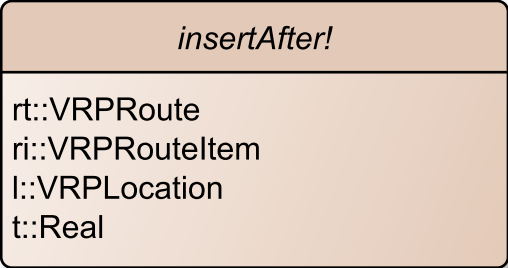 insertAfter!
rt::VRPRoute
ri::VRPRouteItem
l::VRPLocation
t::Real